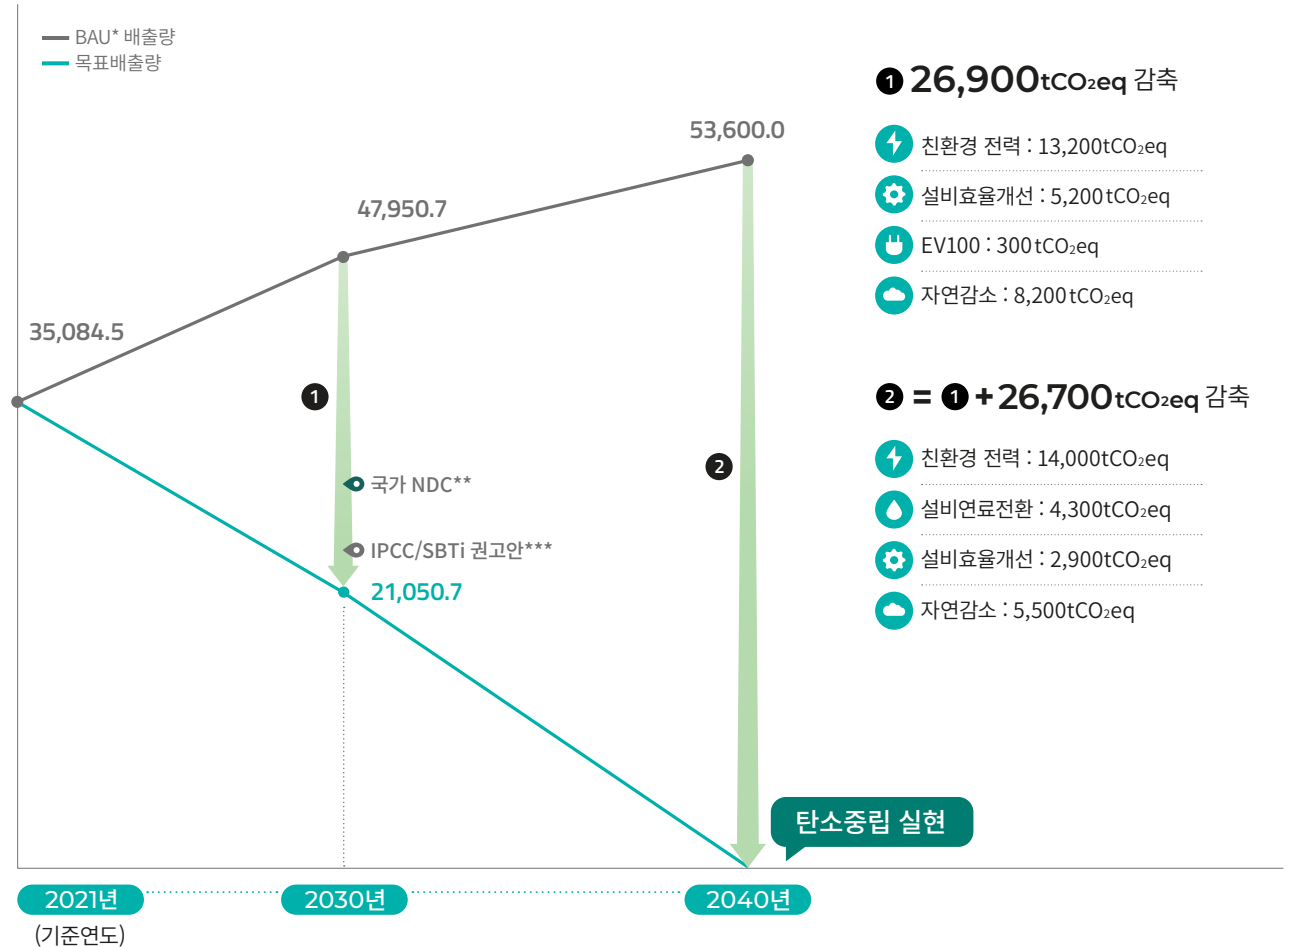 BAU* 배출량
목표배출량
35,084.5
47,950.7
53,600.0
1
2
국가 NDC**
IPCC/SBTi 권고안***
21,050.7
탄소중립 실현
2021년
2030년
2040년
(기준연도)
1 26,900tCO₂eq 감축
친환경 전력 : 13,200tCO₂eq
설비효율개선 : 5,200tCO₂eq
EV100 : 300tCO₂eq
자연감소 : 8,200tCO₂eq
2 = 1 + 26,700tCO₂eq 감축
친환경 전력 : 14,000tCO₂eq
설비연료전환 : 4,300tCO₂eq
설비효율개선 : 2,900tCO₂eq
자연감소 : 5,500tCO₂eq